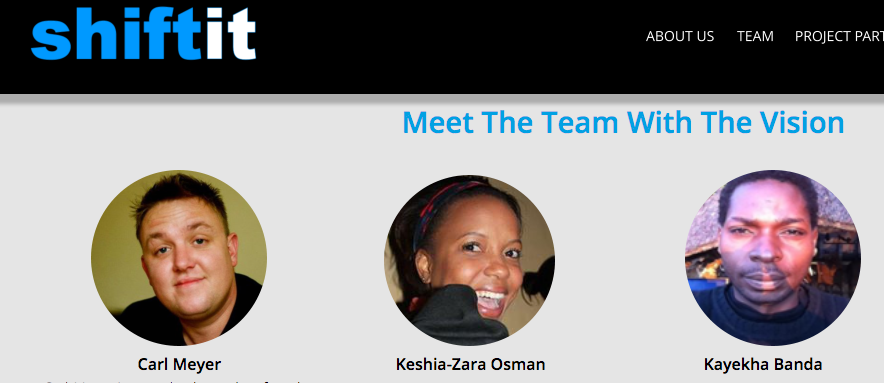 shiftit
ABOUT US TEAM PROJECT PART
Meet The Team With The Vision
Carl Meyer Keshia-Zara Osman Kayekha Banda